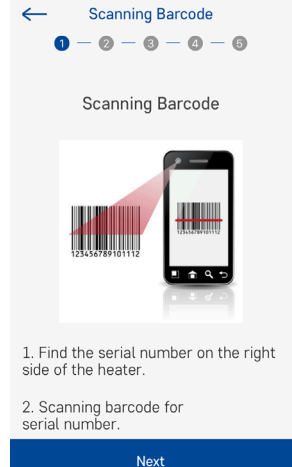 Scanning Barcode
1 2 3 4 5
Scanning Barcode
123456789101112
123456789101112
1. Find the serial number on the right
side of the heater.
2. Scanning barcode for
serial number.
Next